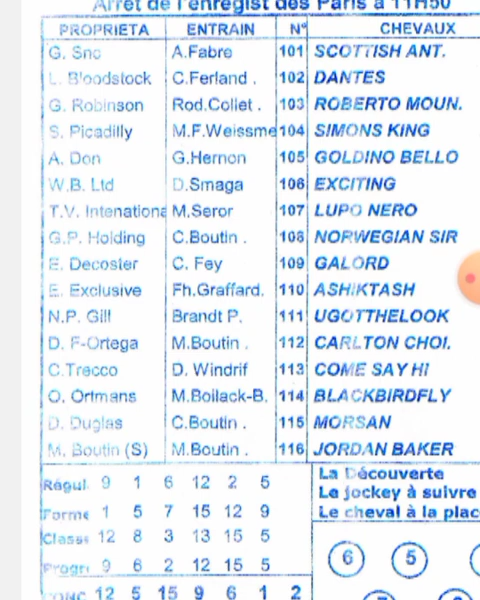 Arret de l'enregist des Paris à 11H50
PROPRIETA ENTRAIN N° CHEVAUX
G. Snc A.Fabre 101 SCOTTISH ANT.
L. Bloodstock C.Ferland . 102 DANTES
G. Robinson Rod.Collet . 103 ROBERTO MOUN.
S. Picadilly M.F.Weissme 104 SIMONS KING
A. Don G.Hernon 105 GOLDINO BELLO
W.B. Ltd D.Smaga 106 EXCITING
T.V. Intenationa M.Seror 107 LUPO NERO
G.P. Holding C.Boutin . 108 NORWEGIAN SIR
E. Decoster C. Fey 109 GALORD
E. Exclusive Fh.Graffard. 110 ASHIKTASH
N.P. Gill Brandt P. 111 UGOTTHELOOK
D. F-Ortega M.Boutin . 112 CARLTON CHOI.
C.Trecco D. Windrif 113 COME SAY HI
O. Ortmans M.Bollack-B. 114 BLACKBIRDFLY
D. Duglas C.Boutin . 115 MORSAN
M. Boutin (S) M.Boutin . 116 JORDAN BAKER
Régul 9 1 6 12 2 5
Forme 1 5 7 15 12 9
Classe 12 8 3 13 15 5
Progr 9 6 2 12 15 5
CONC 12 5 15 9 6 1 2
La Découverte
Le jockey à suivre
Le cheval à la plac
6 5